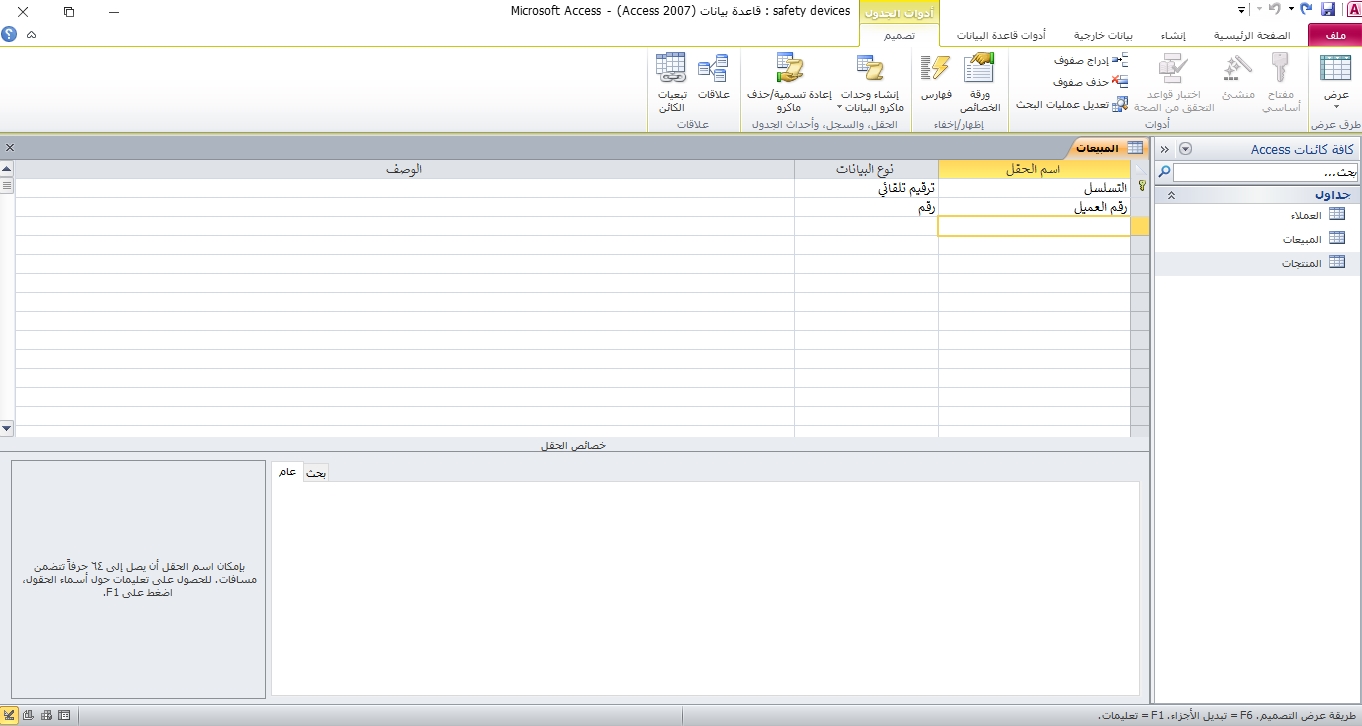 safety devices : قاعدة بيانات (Access 2007) - Microsoft Access
أدوات الجدول
ملف
الصفحة الرئيسية
إنشاء
بيانات خارجية
أدوات قاعدة البيانات
تصميم
عرض
طرق عرض
مفتاح أساسي
منشئ
اختبار قواعد التحقق من الصحة
إدراج صفوف
حذف صفوف
تعديل عمليات البحث
أدوات
ورقة الخصائص
فهارس
إظهار/إخفاء
إنشاء وحدات ماكرو البيانات
إعادة تسمية/حذف ماكرو
الحقل، والسجل، وأحداث الجدول
علاقات
تبعيات الكائن
علاقات
كافة كائنات Access
بحث...
جداول
العملاء
المبيعات
المنتجات
المبيعات
اسم الحقل نوع البيانات الوصف
التسلسل ترقيم تلقائي
رقم العميل رقم
خصائص الحقل
عام بحث
بإمكان اسم الحقل أن يصل إلى ٦٤ حرفاً تتضمن
مسافات. للحصول على تعليمات حول أسماء الحقول،
اضغط على F1.
طريقة عرض التصميم. F6 = تبديل الأجزاء. F1 = تعليمات.